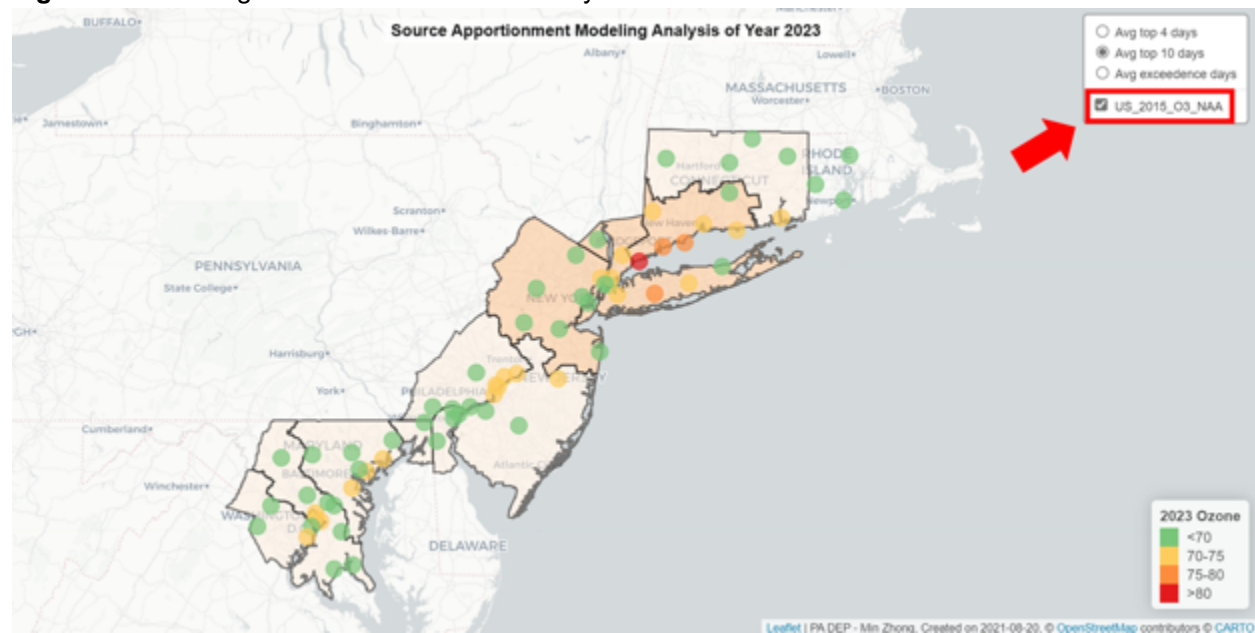 Source Apportionment Modeling Analysis of Year 2023
Avg top 4 days
Avg top 10 days
Avg exceedence days
US_2015_O3_NAA
BUFFALO
Albany
Lowell
MASSACHUSETTS
Worcester
BOSTON
Jamestown
Binghamton
Hartford
CONNECTICUT
RHODE
ISLAND
Newport
Scranton
New Haven
Wilkes-Barre
PENNSYLVANIA
State College
NEW YO
Harrisburg
Trenton
York
PHILADELPHIA
NEW JERSEY
Cumberland
MARYLAND
BALTIMORE
Atlantic C
Winchester
WASHINGTON
D
DELAWARE
2023 Ozone
<70
70-75
75-80
>80
Leaflet | PA DEP - Min Zhong, Created on 2021-08-20, © OpenStreetMap contributors © CARTO